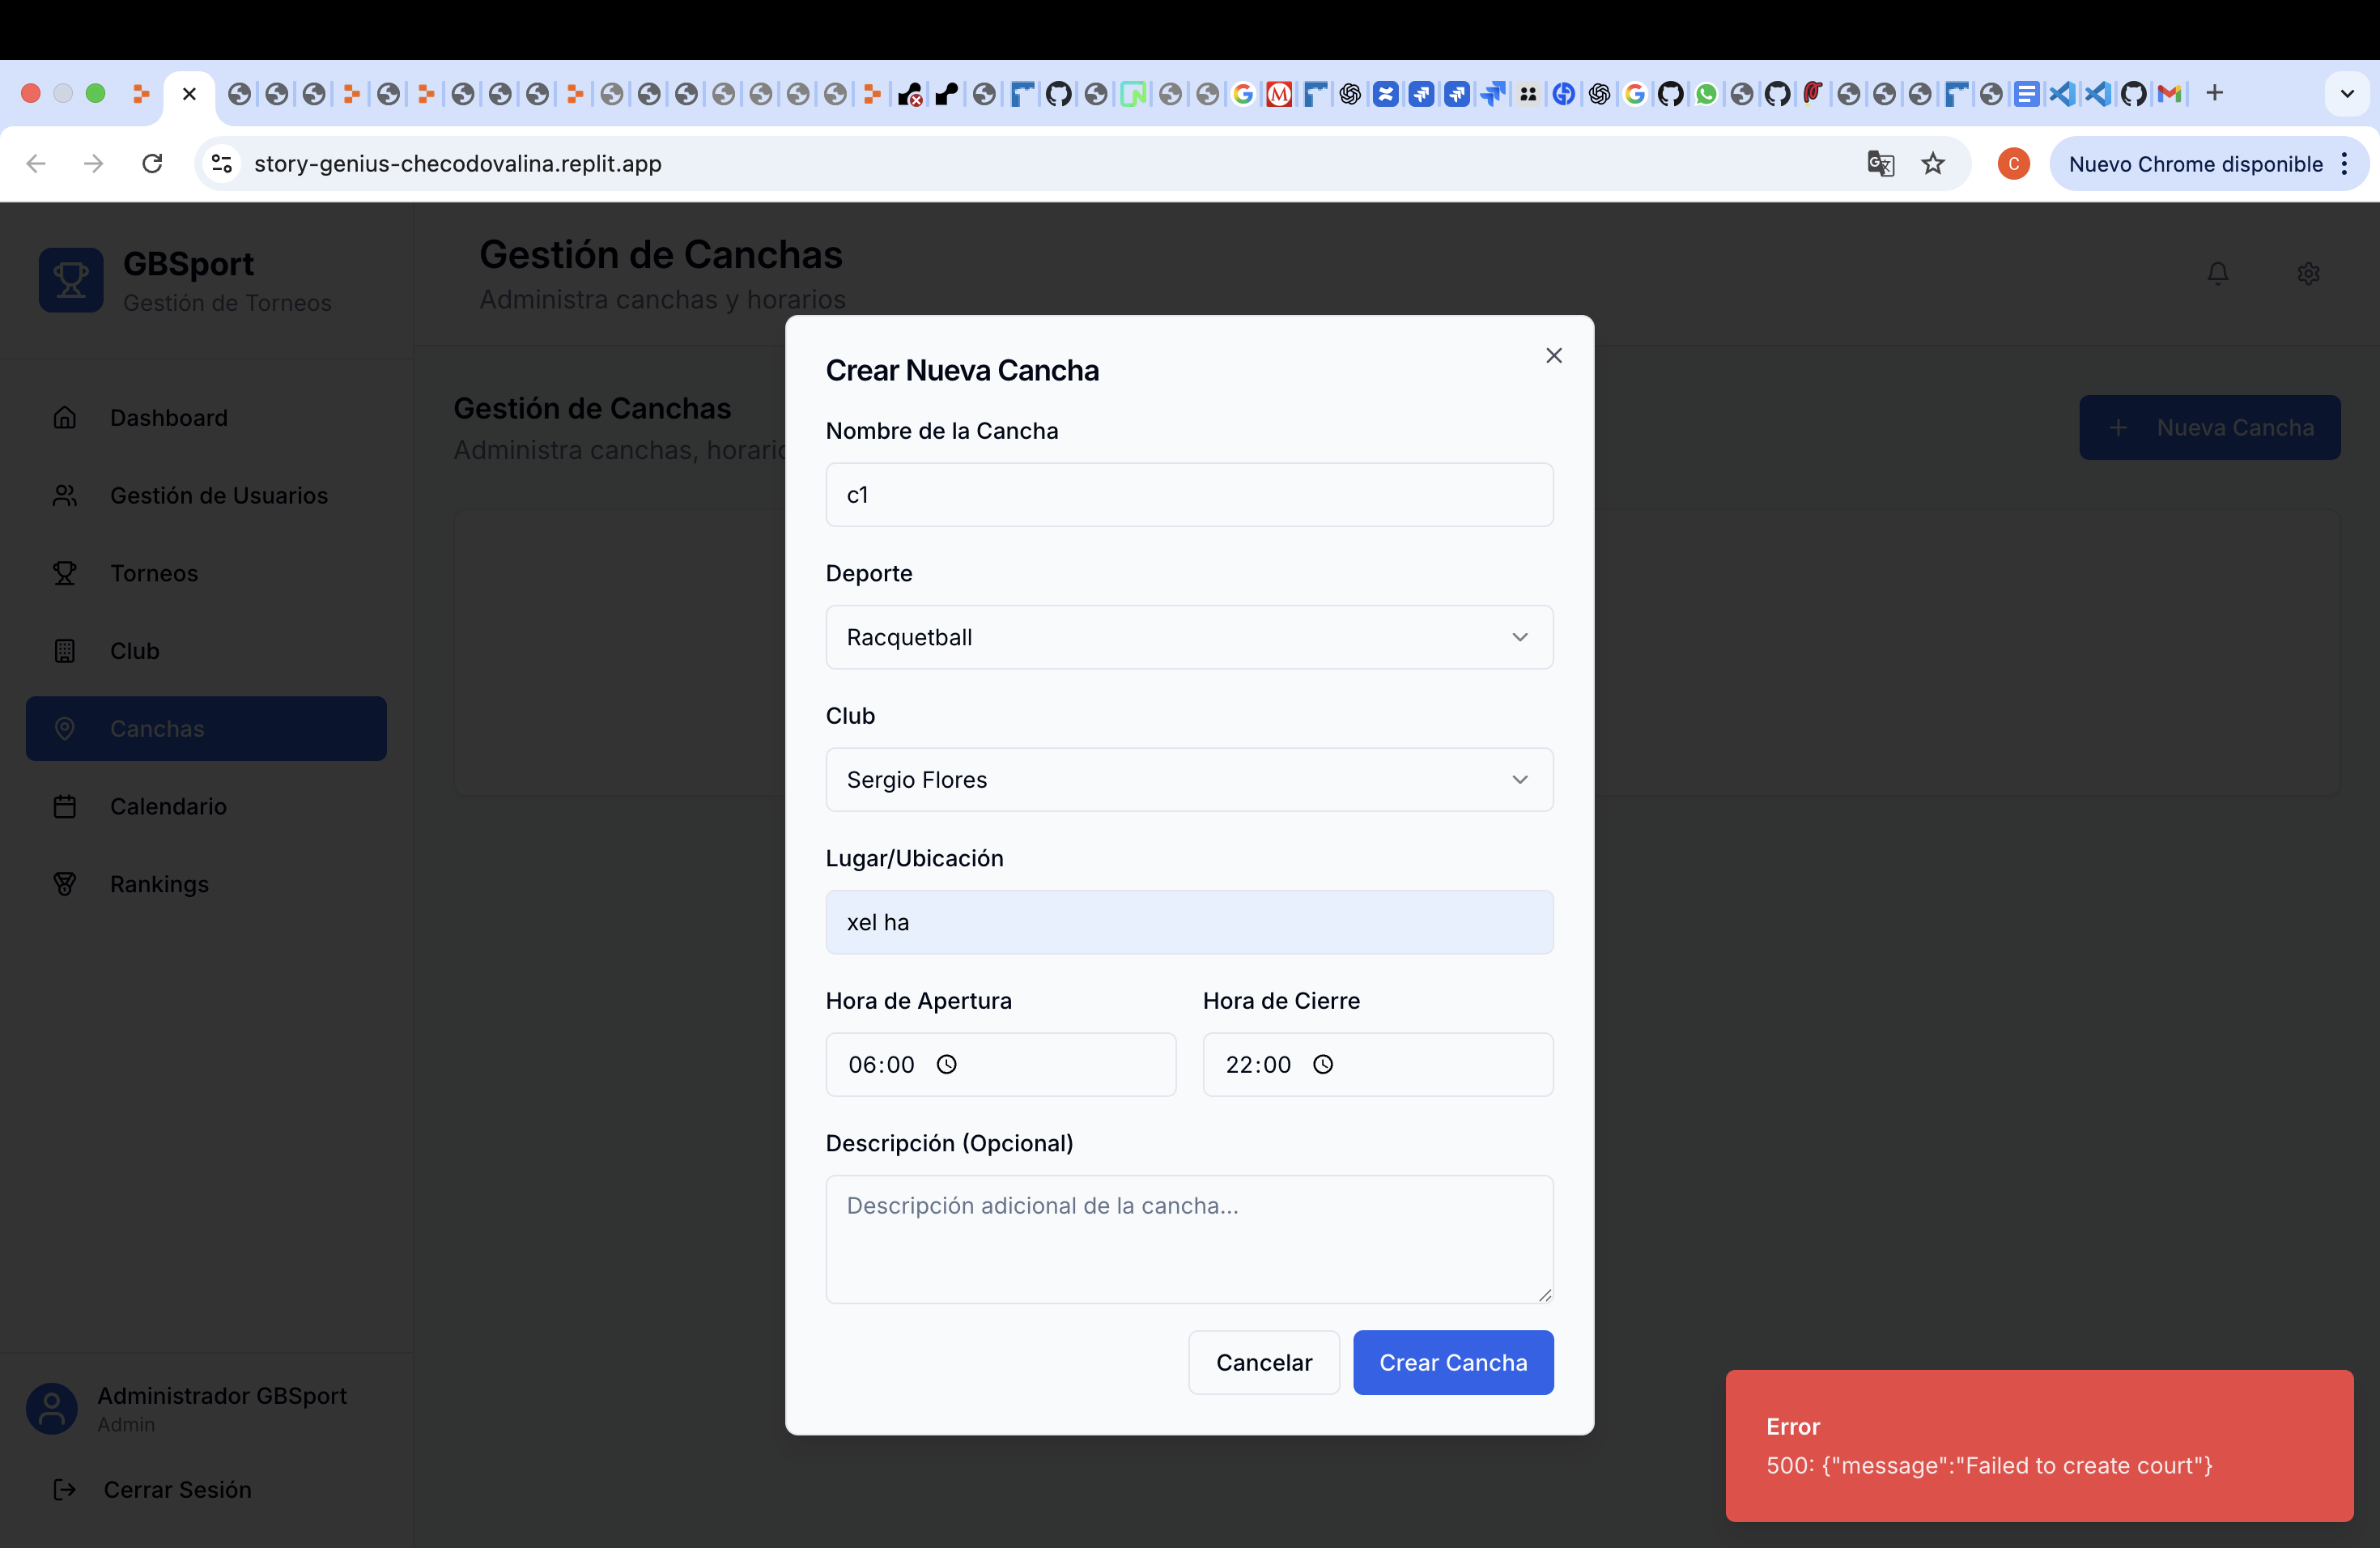 story-genius-checodovalina.replit.app
C
Nuevo Chrome disponible
GBSport
Gestión de Torneos
Dashboard
Gestión de Usuarios
Torneos
Club
Canchas
Calendario
Rankings
Administrador GBSport
Admin
Cerrar Sesión
Gestión de Canchas
Administra canchas y horarios
Gestión de Canchas
Administra canchas, horario
Nueva Cancha
Crear Nueva Cancha
Nombre de la Cancha
c1
Deporte
Racquetball
Club
Sergio Flores
Lugar/Ubicación
xel ha
Hora de Apertura
Hora de Cierre
06:00
22:00
Descripción (Opcional)
Descripción adicional de la cancha...
Cancelar
Crear Cancha
Error
500: {"message":"Failed to create court"}